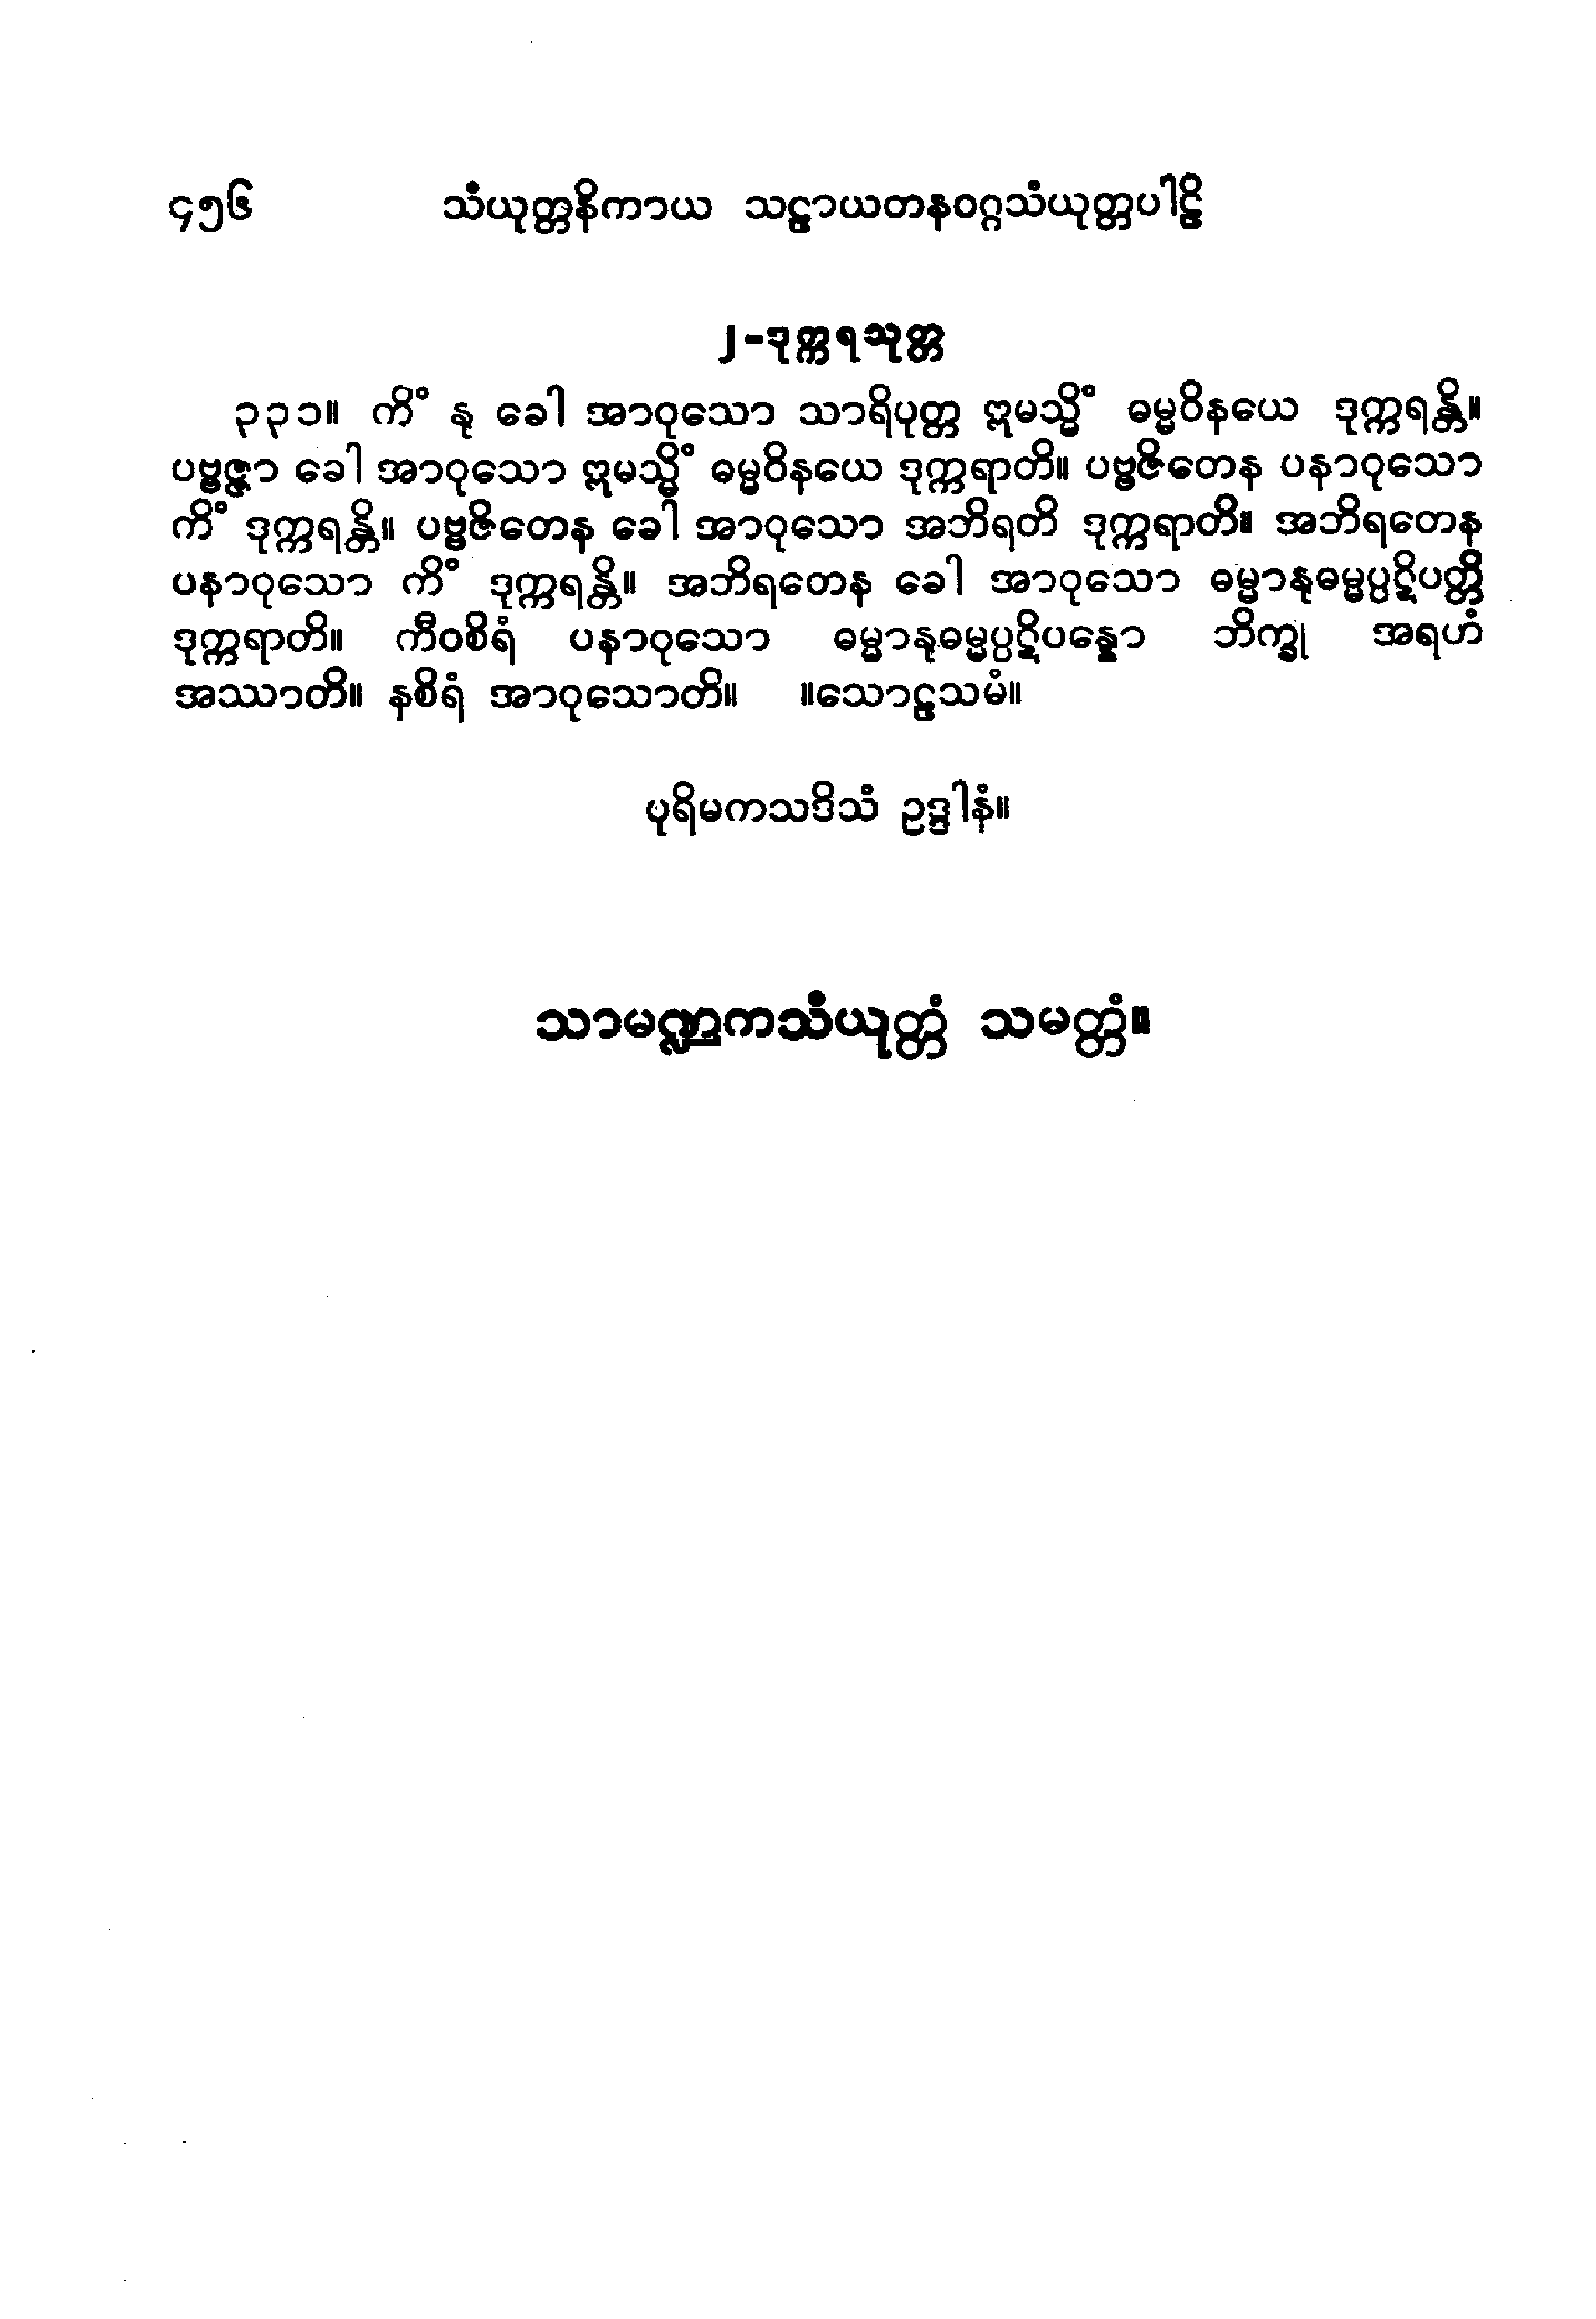 ၄၅၆ သံယုတ္တနိကာယ သဠာယတနဝဂ္ဂသံယုတ္တပါဠိ
၂-ဒုက္ကရသုတ္တ
၃၃၁။ ကိံ နု ခေါ အာဝုသော သာရိပုတ္တ ဣမသ္မိံ ဓမ္မဝိနယေ ဒုက္ကရန္တိ။
ပဗ္ဗဇ္ဇာ ခေါ အာဝုသော ဣမသ္မိံ ဓမ္မဝိနယေ ဒုက္ကရာတိ။ ပဗ္ဗဇိတေန ပနာဝုသော
ကိံ ဒုက္ကရန္တိ။ ပဗ္ဗဇိတေန ခေါ အာဝုသော အဘိရတိ ဒုက္ကရာတိ။ အဘိရတေန
ပနာဝုသော ကိံ ဒုက္ကရန္တိ။ အဘိရတေန ခေါ အာဝုသော ဓမ္မာနုဓမ္မပ္ပဋိပတ္တိ
ဒုက္ကရာတိ။ ကီဝစိရံ ပနာဝုသော ဓမ္မာနုဓမ္မပ္ပဋိပန္နော ဘိက္ခု အရဟံ
အဿာတိ။ နစိရံ အာဝုသောတိ။ ။သောဠသမံ။
ပုရိမကသဒိသံ ဥဒ္ဒါနံ။
သာမဏ္ဍကသံယုတ္တံ သမတ္တံ။